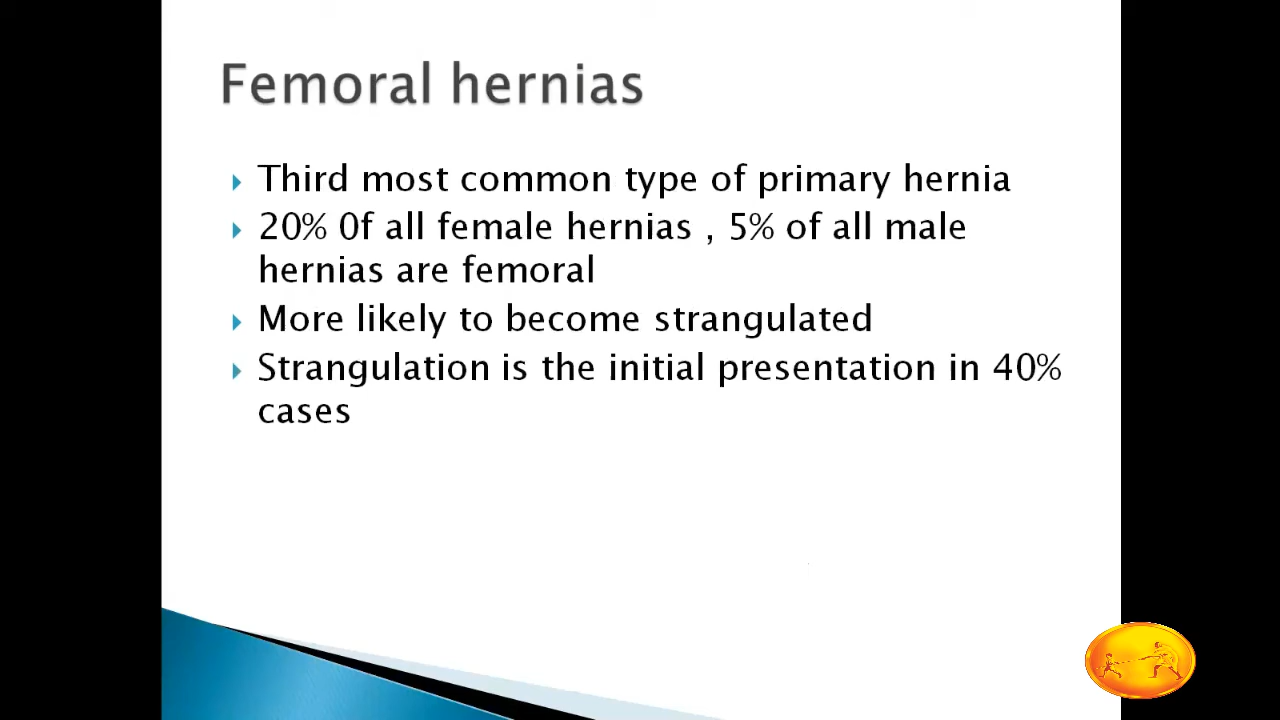 Femoral hernias
Third most common type of primary hernia
20% 0f all female hernias , 5% of all male
hernias are femoral
More likely to become strangulated
Strangulation is the initial presentation in 40%
cases